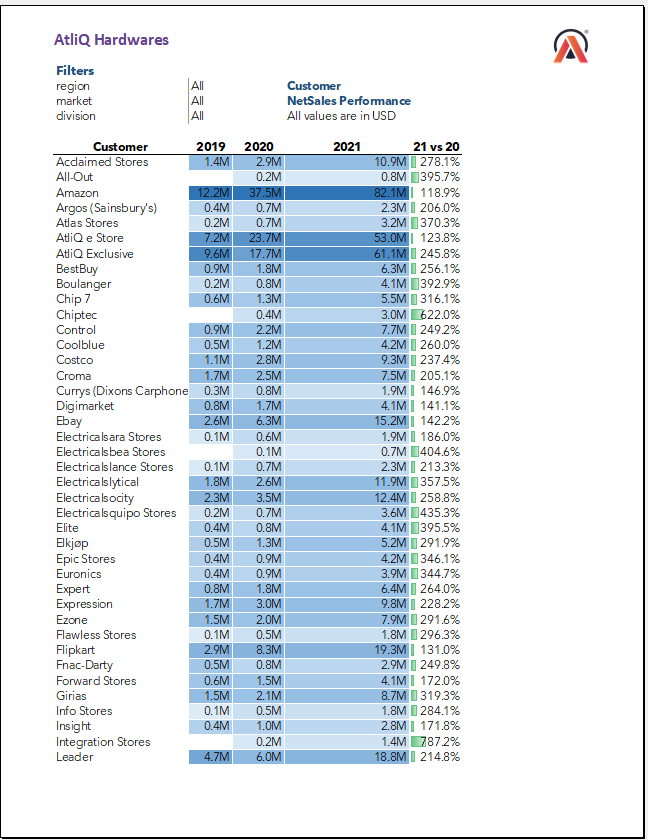 AtliQ Hardwares
Filters
region All Customer
market All NetSales Performance
division All All values are in USD
Customer 2019 2020 2021 21 vs 20
Acclaimed Stores 1.4M 2.9M 10.9M 278.1%
All-Out 0.2M 0.8M 395.7%
Amazon 12.2M 37.5M 82.1M 118.9%
Argos (Sainsbury's) 0.4M 0.7M 2.3M 206.0%
Atlas Stores 0.2M 0.7M 3.2M 370.3%
AtliQ e Store 7.2M 23.7M 53.0M 123.8%
AtliQ Exclusive 9.6M 17.7M 61.1M 245.8%
BestBuy 0.9M 1.8M 6.3M 256.1%
Boulanger 0.2M 0.8M 4.1M 392.9%
Chip 7 0.6M 1.3M 5.5M 316.1%
Chiptec 0.4M 3.0M 622.0%
Control 0.9M 2.2M 7.7M 249.2%
Coolblue 0.5M 1.2M 4.2M 260.0%
Costco 1.1M 2.8M 9.3M 237.4%
Croma 1.7M 2.5M 7.5M 205.1%
Currys (Dixons Carphone 0.3M 0.8M 1.9M 146.9%
Digimarket 0.8M 1.7M 4.1M 141.1%
Ebay 2.6M 6.3M 15.2M 142.2%
Electricalsara Stores 0.1M 0.6M 1.9M 186.0%
Electricalsbea Stores 0.1M 0.7M 404.6%
Electricalslance Stores 0.1M 0.7M 2.3M 213.3%
Electricalslytical 1.8M 2.6M 11.9M 357.5%
Electricalsocity 2.3M 3.5M 12.4M 258.8%
Electricalsquipo Stores 0.2M 0.7M 3.6M 435.3%
Elite 0.4M 0.8M 4.1M 395.5%
Elkjøp 0.5M 1.3M 5.2M 291.9%
Epic Stores 0.4M 0.9M 4.2M 346.1%
Euronics 0.4M 0.9M 3.9M 344.7%
Expert 0.8M 1.8M 6.4M 264.0%
Expression 1.7M 3.0M 9.8M 228.2%
Ezone 1.5M 2.0M 7.9M 291.6%
Flawless Stores 0.1M 0.5M 1.8M 296.3%
Flipkart 2.9M 8.3M 19.3M 131.0%
Fnac-Darty 0.5M 0.8M 2.9M 249.8%
Forward Stores 0.6M 1.5M 4.1M 172.0%
Girias 1.5M 2.1M 8.7M 319.3%
Info Stores 0.1M 0.5M 1.8M 284.1%
Insight 0.4M 1.0M 2.8M 171.8%
Integration Stores 0.2M 1.4M 787.2%
Leader 4.7M 6.0M 18.8M 214.8%